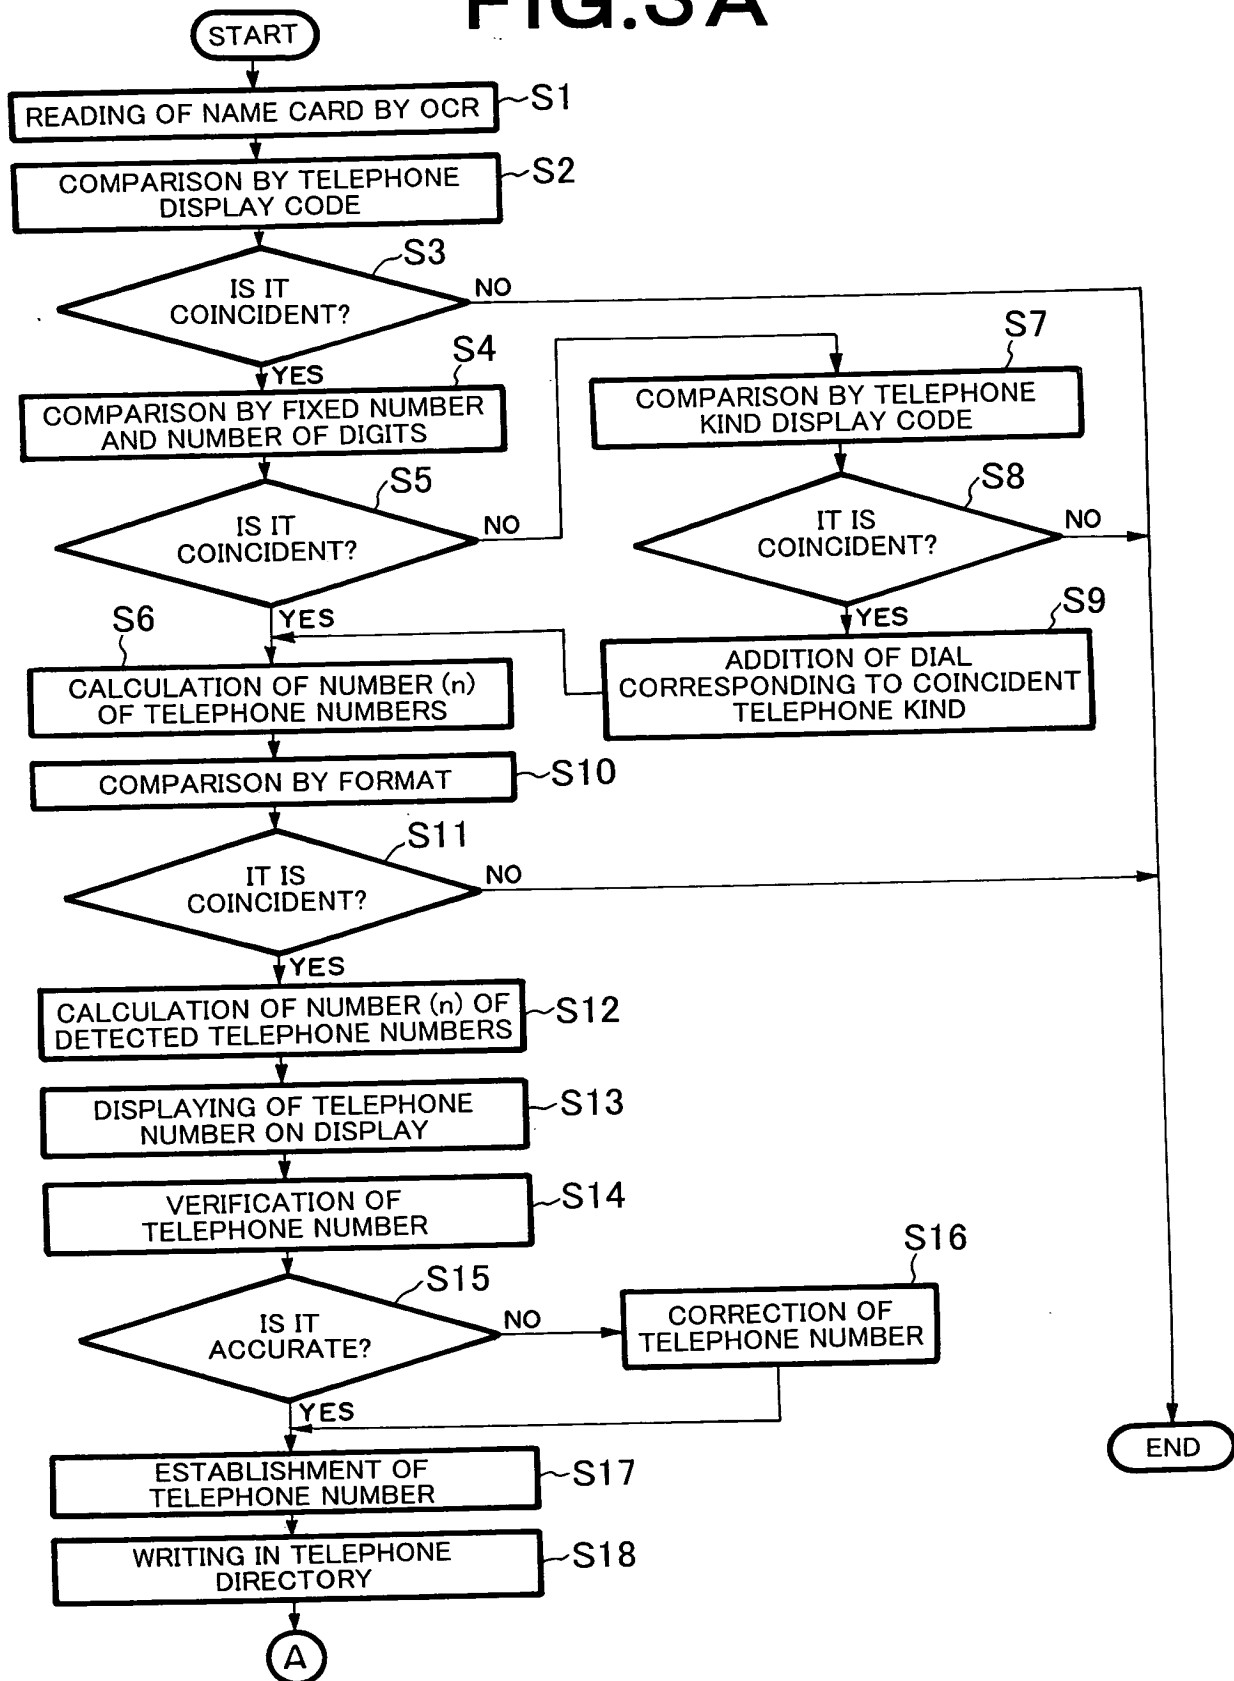 FIG.3A
START
READING OF NAME CARD BY OCR
S1
COMPARISON BY TELEPHONE
DISPLAY CODE
S2
IS IT
COINCIDENT?
S3
NO
YES
COMPARISON BY FIXED NUMBER
AND NUMBER OF DIGITS
S4
IS IT
COINCIDENT?
S5
NO
YES
COMPARISON BY TELEPHONE
KIND DISPLAY CODE
S7
IT IS
COINCIDENT?
S8
NO
YES
ADDITION OF DIAL
CORRESPONDING TO COINCIDENT
TELEPHONE KIND
S9
S6
CALCULATION OF NUMBER (n)
OF TELEPHONE NUMBERS
COMPARISON BY FORMAT
S10
IT IS
COINCIDENT?
S11
NO
YES
CALCULATION OF NUMBER (n) OF
DETECTED TELEPHONE NUMBERS
S12
DISPLAYING OF TELEPHONE
NUMBER ON DISPLAY
S13
VERIFICATION OF
TELEPHONE NUMBER
S14
IS IT
ACCURATE?
S15
NO
YES
S16
CORRECTION OF
TELEPHONE NUMBER
ESTABLISHMENT OF
TELEPHONE NUMBER
S17
WRITING IN TELEPHONE
DIRECTORY
S18
A
END